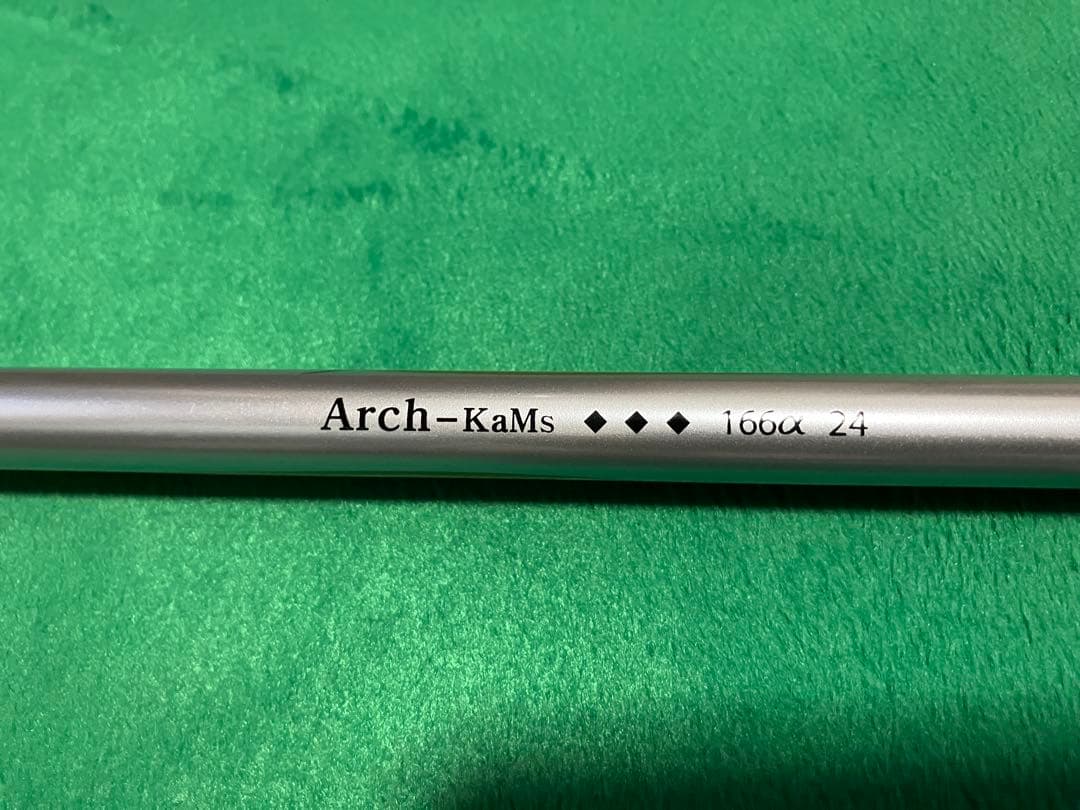 Arch-KaMs ◆ ◆ ◆ 166α 24